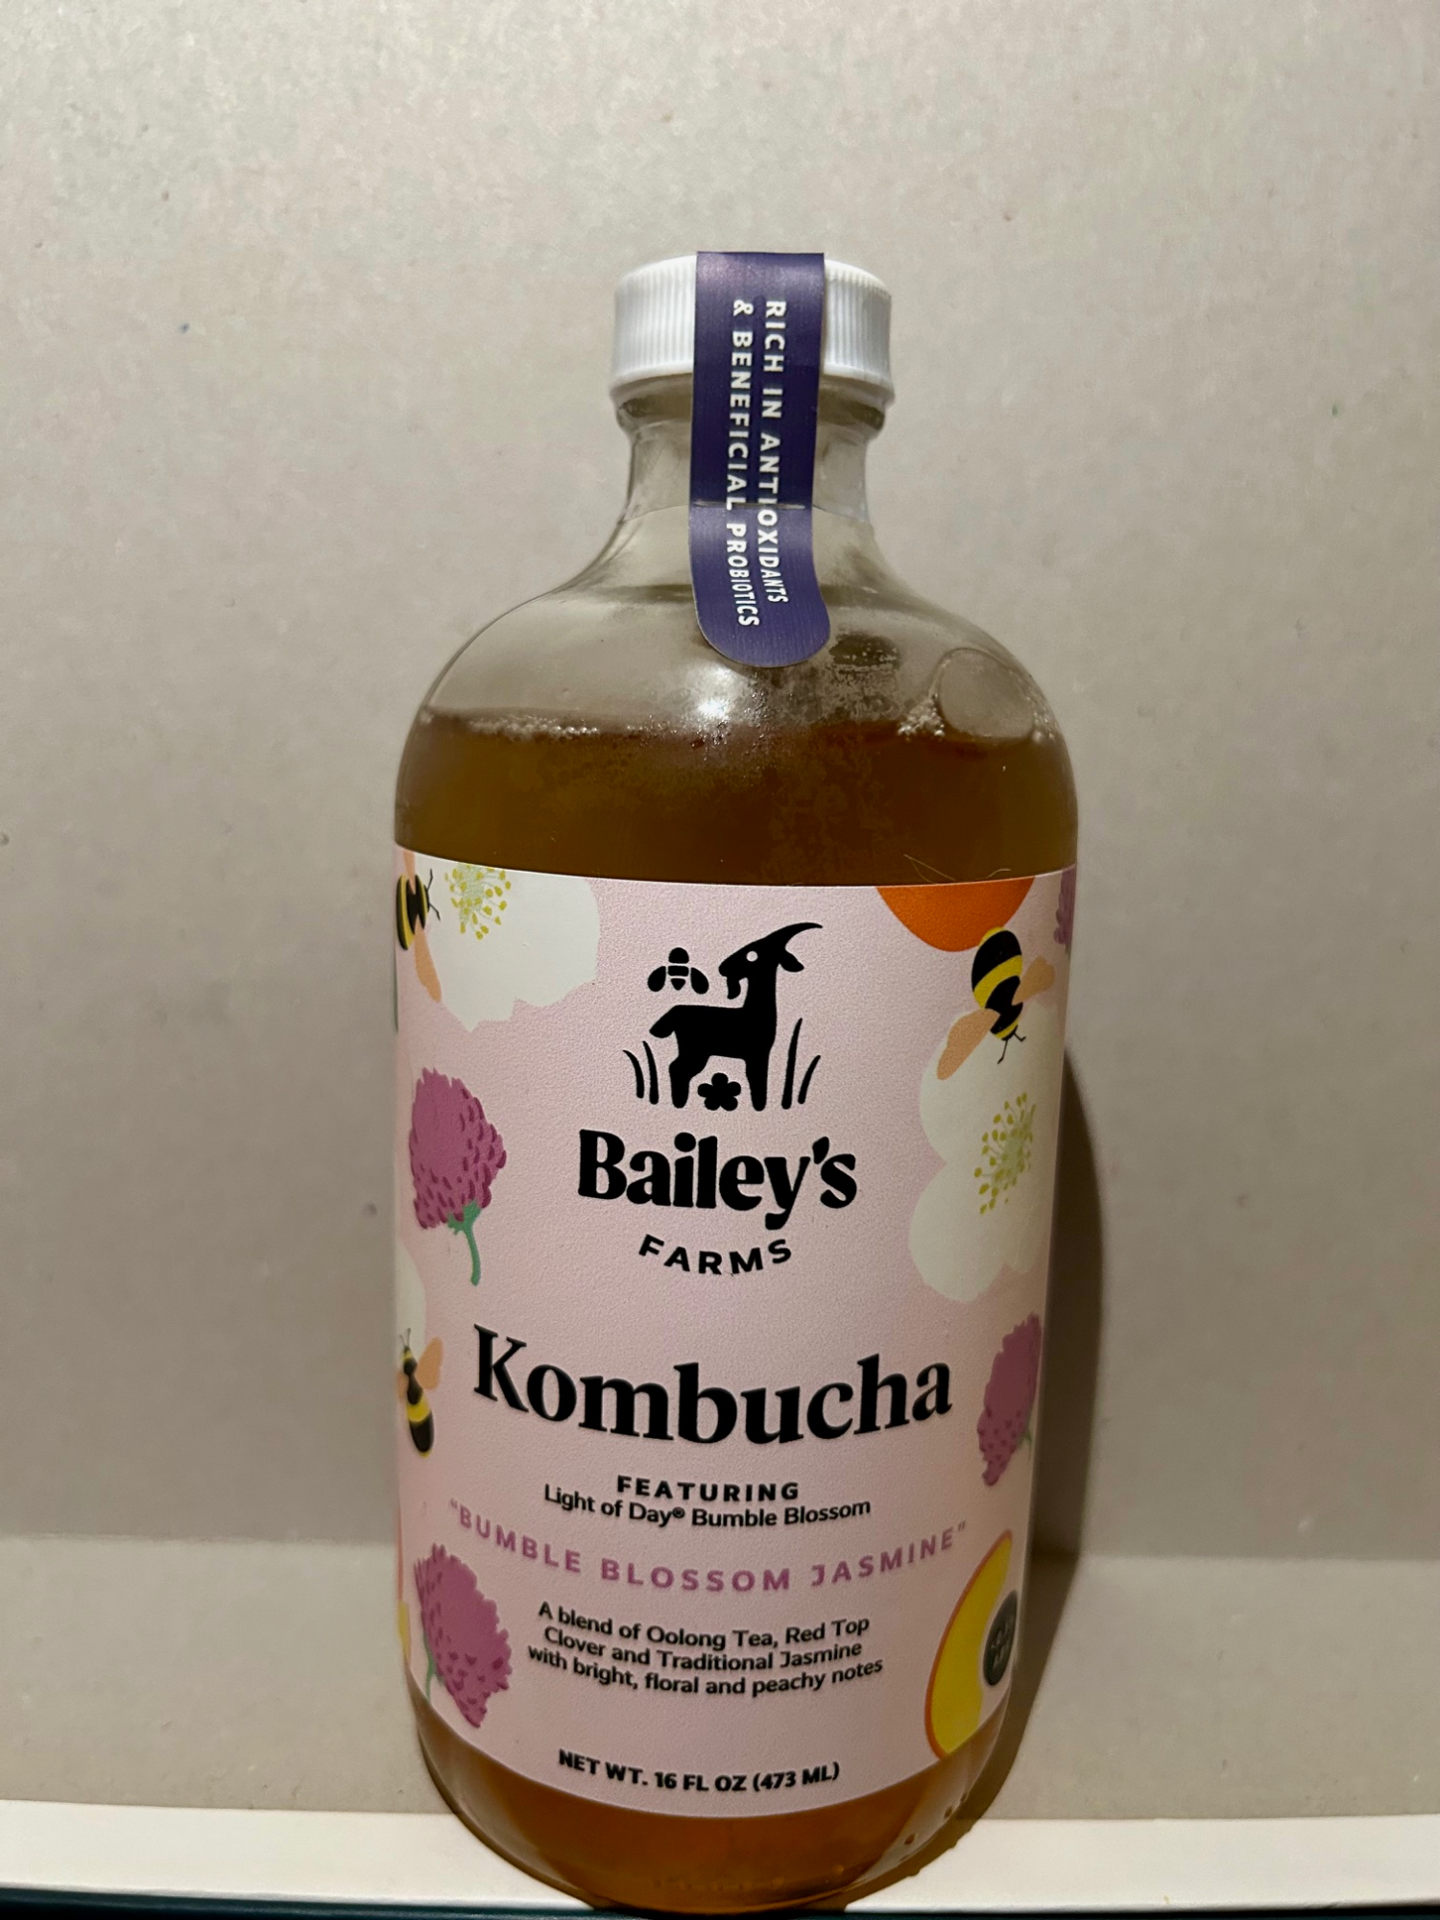 RICH IN ANTIOXIDANTS
& BENEFICIAL PROBIOTICS
Bailey's
FARMS
Kombucha
FEATURING
Light of Day® Bumble Blossom
"BUMBLE BLOSSOM JASMINE"
A blend of Oolong Tea, Red Top
Clover and Traditional Jasmine
with bright, floral and peachy notes
NET WT. 16 FL OZ (473 ML)